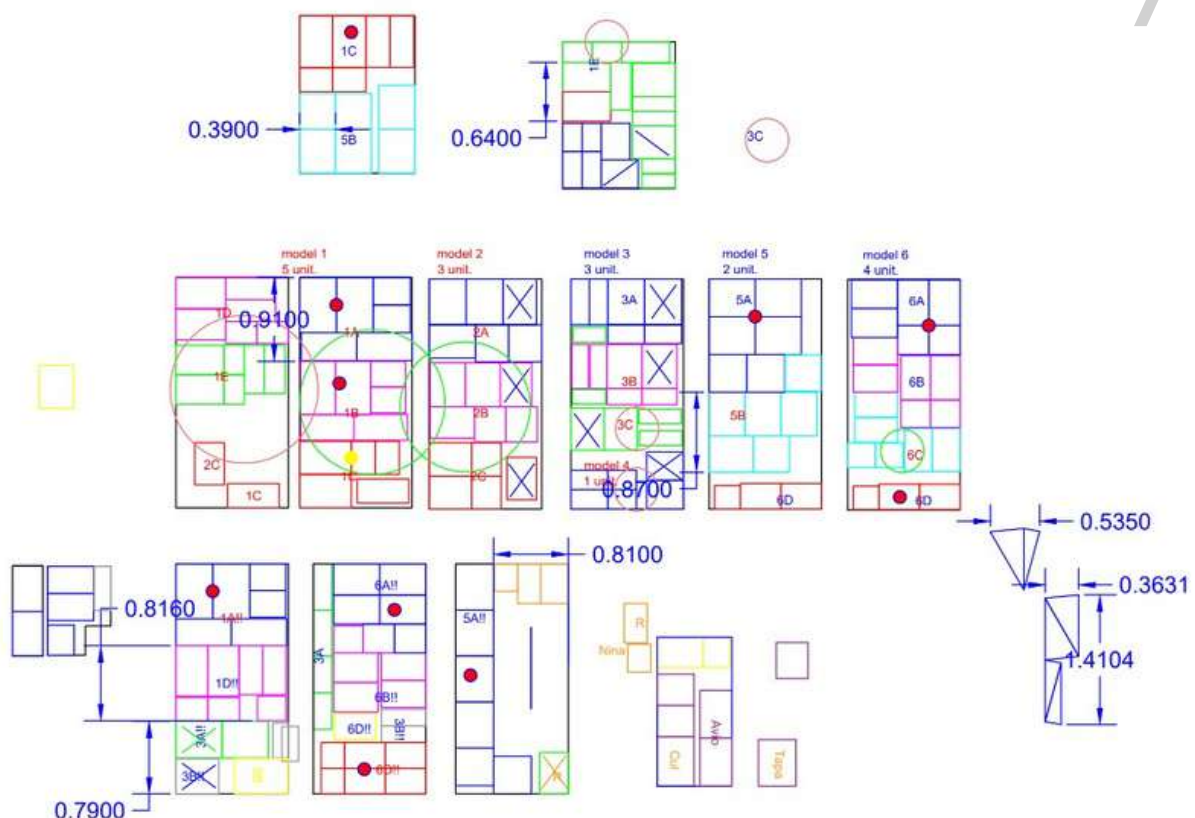 7
1C
1E
0.3900
5B
0.6400
3C
model 1
5 unit.
model 2
3 unit.
model 3
3 unit.
model 5
2 unit.
model 6
4 unit.
1D
0.9100
1A
2A
3A
5A
6A
1E
1B
2B
3B
3C
5B
6B
2C
1C
2C
model 4
1 unit.
0.8700
6C
6D
6D
0.5350
0.3631
1.4104
0.8100
0.8160
1A!!
6A!!
5A!!
3A
1D!!
6B!!
R
Nina
3A!!
6D!!
3B!!
3B!!
6D!!
Cul
Avio
Tapa
0.7900